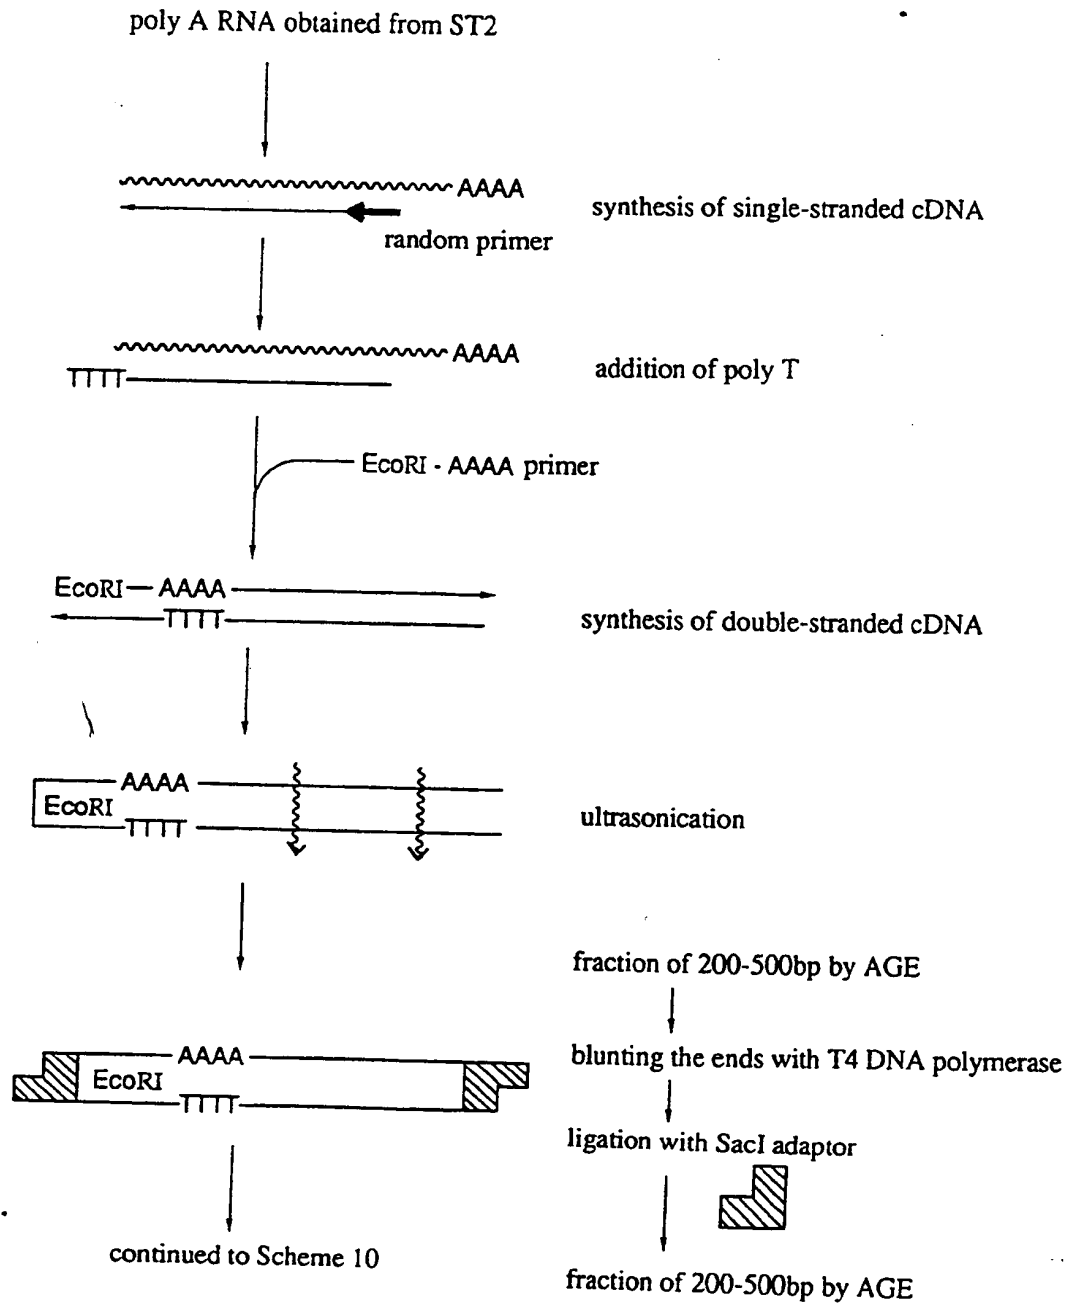 poly A RNA obtained from ST2
AAAA
synthesis of single-stranded cDNA
random primer
AAAA
TTTT
addition of poly T
EcoRI - AAAA primer
EcoRI— AAAA
TTTT
synthesis of double-stranded cDNA
AAAA
EcoRI
TTTT
ultrasonication
fraction of 200-500bp by AGE
AAAA
EcoRI
TTTT
blunting the ends with T4 DNA polymerase
ligation with SacI adaptor
continued to Scheme 10
fraction of 200-500bp by AGE